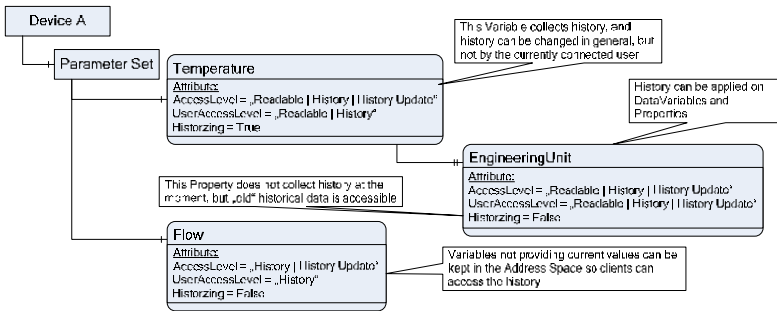 Device A
Parameter Set
This Variable collects history, and
history can be changed in general, but
not by the currently connected user
Temperature
Attribute:
AccessLevel = „Readable | History | History Update“
UserAccessLevel = „Readable | History“
Historzing = True
History can be applied on
DataVariables and
Properties
EngineeringUnit
Attribute:
AccessLevel = „Readable | History | History Update“
UserAccessLevel = „Readable | History | History Update“
Historzing = False
This Property does not collect history at the
moment, but „old“ historical data is accessible
Flow
Attribute:
AccessLevel = „History | History Update“
UserAccessLevel = „History“
Historzing = False
Variables not providing current values can be
kept in the Address Space so clients can
access the history